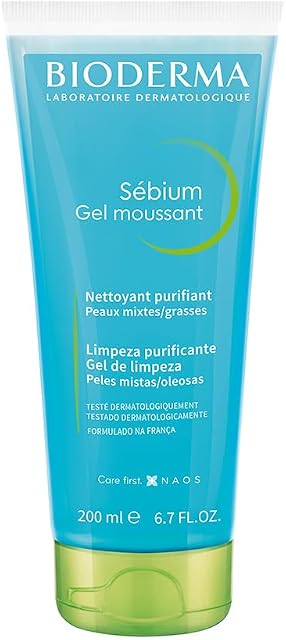 BIODERMA
LABORATOIRE DERMATOLOGIQUE
Sébium
Gel moussant
Nettoyant purifiant
Peaux mixtes/grasses
Limpeza purificante
Gel de limpeza
Peles mistas/oleosas
TESTÉ DERMATOLOGIQUEMENT
TESTADO DERMATOLOGICAMENTE
FORMULADO NA FRANÇA
Care first. NAOS
200 ml ℮ 6.7 FL.OZ.